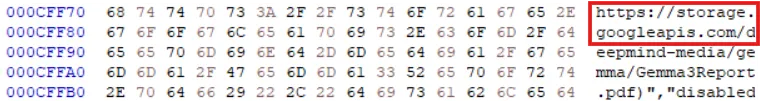 000CFF70 68 74 74 70 73 3A 2F 2F 73 74 6F 72 61 67 65 2E https://storage.
000CFF80 67 6F 6F 67 6C 65 61 70 69 73 2E 63 6F 6D 2F 64 googleapis.com/d
000CFF90 65 65 70 6D 69 6E 64 2D 6D 65 64 69 61 2F 67 65 eepmind-media/ge
000CFFA0 6D 6D 61 2F 47 65 6D 6D 61 33 52 65 70 6F 72 74 mma/Gemma3Report
000CFFB0 2E 70 64 66 29 22 2C 22 64 69 73 61 62 6C 65 64 .pdf)","disabled